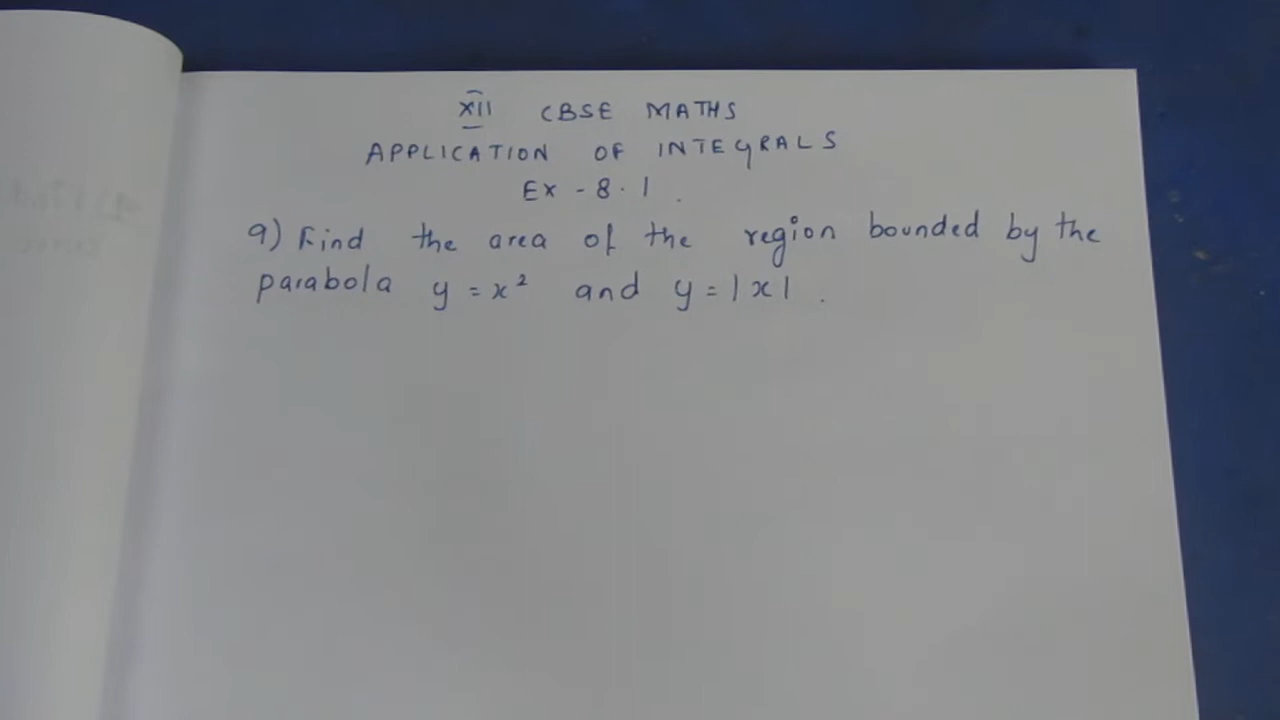 XII CBSE MATHS
APPLICATION OF INTEGRALS
Ex - 8.1.
9) Find the area of the region bounded by the
parabola y = x² and y = |x|.